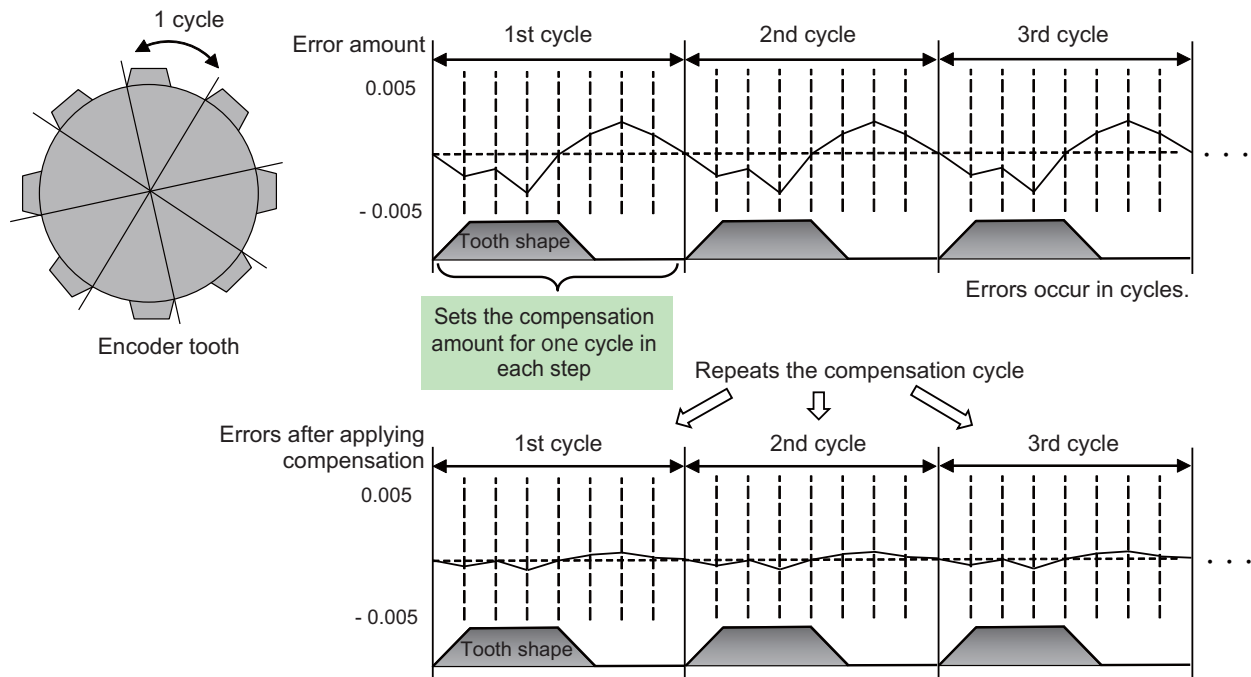 1 cycle
Encoder tooth
Error amount
1st cycle
2nd cycle
3rd cycle
0.005
- 0.005
Tooth shape
. . .
Errors occur in cycles.
Sets the compensation
amount for one cycle in
each step
Repeats the compensation cycle
Errors after applying
compensation
1st cycle
2nd cycle
3rd cycle
0.005
- 0.005
Tooth shape
. . .